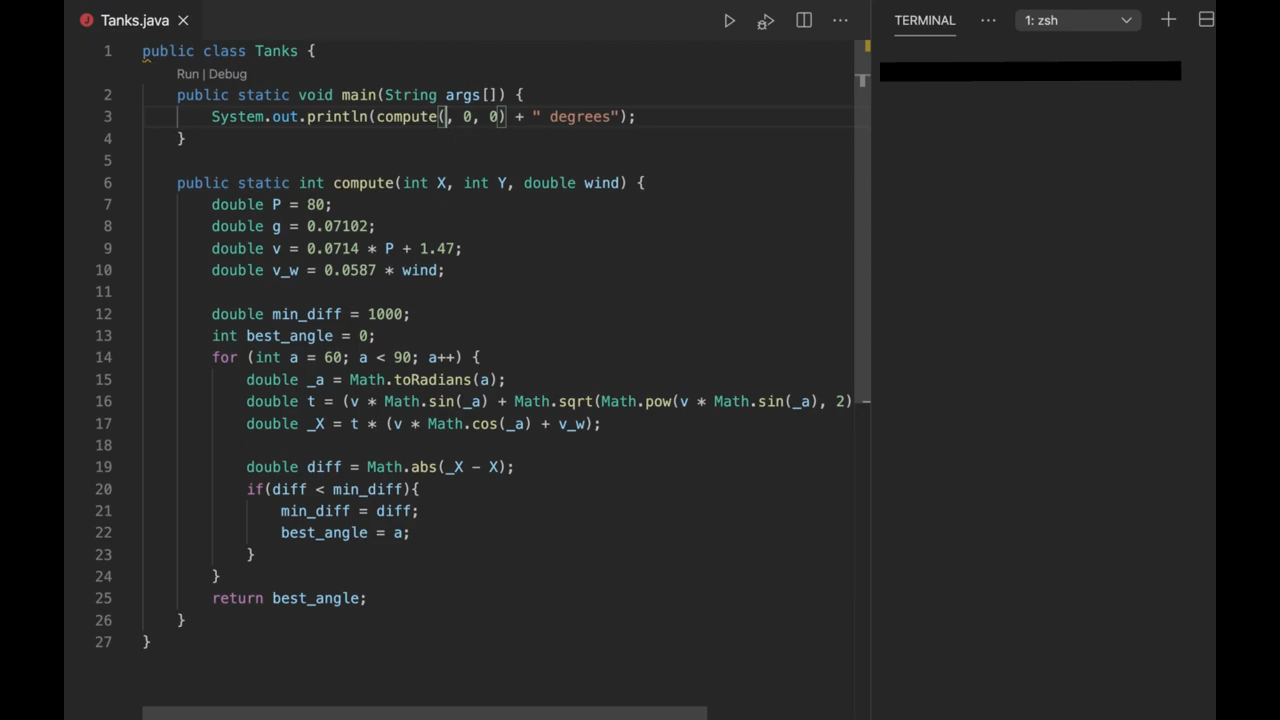 Tanks.java
TERMINAL
1: zsh
1 public class Tanks {
Run | Debug
2 public static void main(String args[]) {
3 System.out.println(compute(, 0, 0) + " degrees");
4 }
5
6 public static int compute(int X, int Y, double wind) {
7 double P = 80;
8 double g = 0.07102;
9 double v = 0.0714 * P + 1.47;
10 double v_w = 0.0587 * wind;
11
12 double min_diff = 1000;
13 int best_angle = 0;
14 for (int a = 60; a < 90; a++) {
15 double _a = Math.toRadians(a);
16 double t = (v * Math.sin(_a) + Math.sqrt(Math.pow(v * Math.sin(_a), 2)
17 double _X = t * (v * Math.cos(_a) + v_w);
18
19 double diff = Math.abs(_X - X);
20 if(diff < min_diff){
21 min_diff = diff;
22 best_angle = a;
23 }
24 }
25 return best_angle;
26 }
27 }